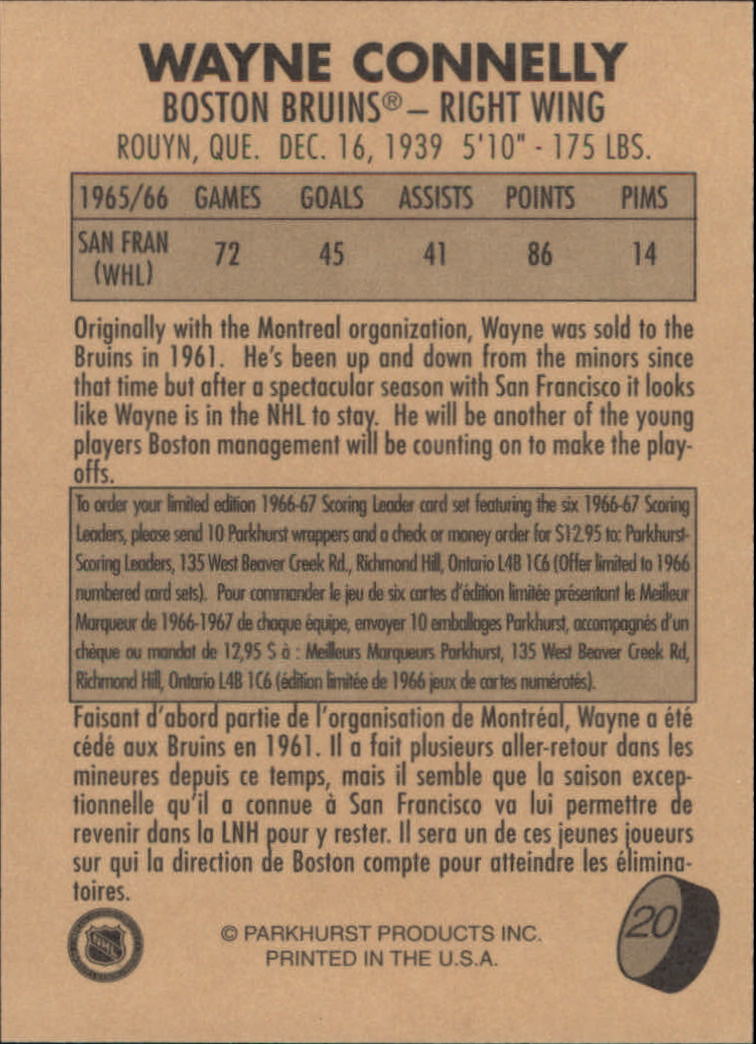 WAYNE CONNELLY
BOSTON BRUINS® – RIGHT WING
ROUYN, QUE. DEC. 16, 1939 5'10" - 175 LBS.
1965/66 GAMES GOALS ASSISTS POINTS PIMS
SAN FRAN (WHL) 72 45 41 86 14
Originally with the Montreal organization, Wayne was sold to the
Bruins in 1961. He's been up and down from the minors since
that time but after a spectacular season with San Francisco it looks
like Wayne is in the NHL to stay. He will be another of the young
players Boston management will be counting on to make the play-
offs.
To order your limited edition 1966-67 Scoring Leader card set featuring the six 1966-67 Scoring
Leaders, please send 10 Parkhurst wrappers and a check or money order for $12.95 to: Parkhurst-
Scoring Leaders, 135 West Beaver Creek Rd., Richmond Hill, Ontario L4B 1C6 (Offer limited to 1966
numbered card sets). Pour commander le jeu de six cartes d'édition limitée présentant le Meilleur
Marqueur de 1966-1967 de chaque équipe, envoyer 10 emballages Parkhurst, accompagnés d'un
chèque ou mandat de 12,95 $ à : Meilleurs Marqueurs Parkhurst, 135 West Beaver Creek Rd,
Richmond Hill, Ontario L4B 1C6 (édition limitée de 1966 jeux de cartes numérotés).
Faisant d'abord partie de l'organisation de Montréal, Wayne a été
cédé aux Bruins en 1961. Il a fait plusieurs aller-retour dans les
mineures depuis ce temps, mais il semble que la saison excep-
tionnelle qu'il a connue à San Francisco va lui permettre de
revenir dans la LNH pour y rester. Il sera un de ces jeunes joueurs
sur qui la direction de Boston compte pour atteindre les élimina-
toires.
NHL
© PARKHURST PRODUCTS INC.
PRINTED IN THE U.S.A.
20